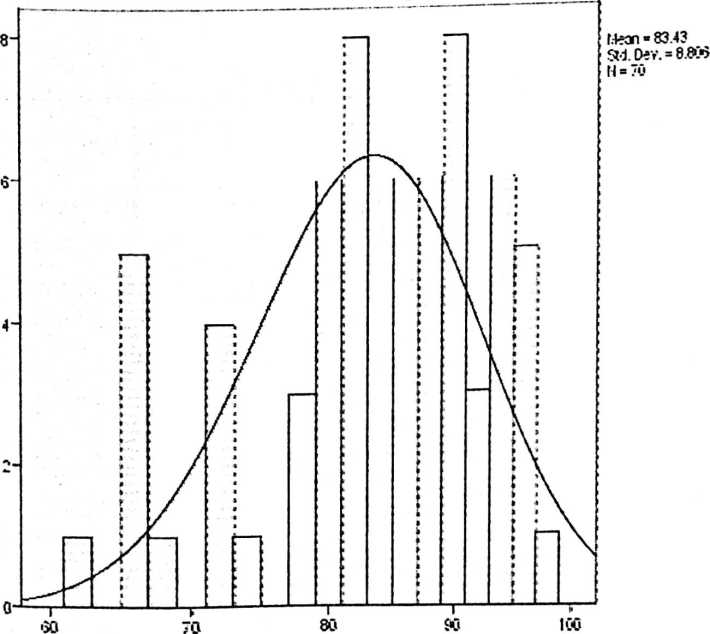 8
6
4
2
0
60 70 80 90 100
Mean = 83.43
Std. Dev. = 8.806
N = 70